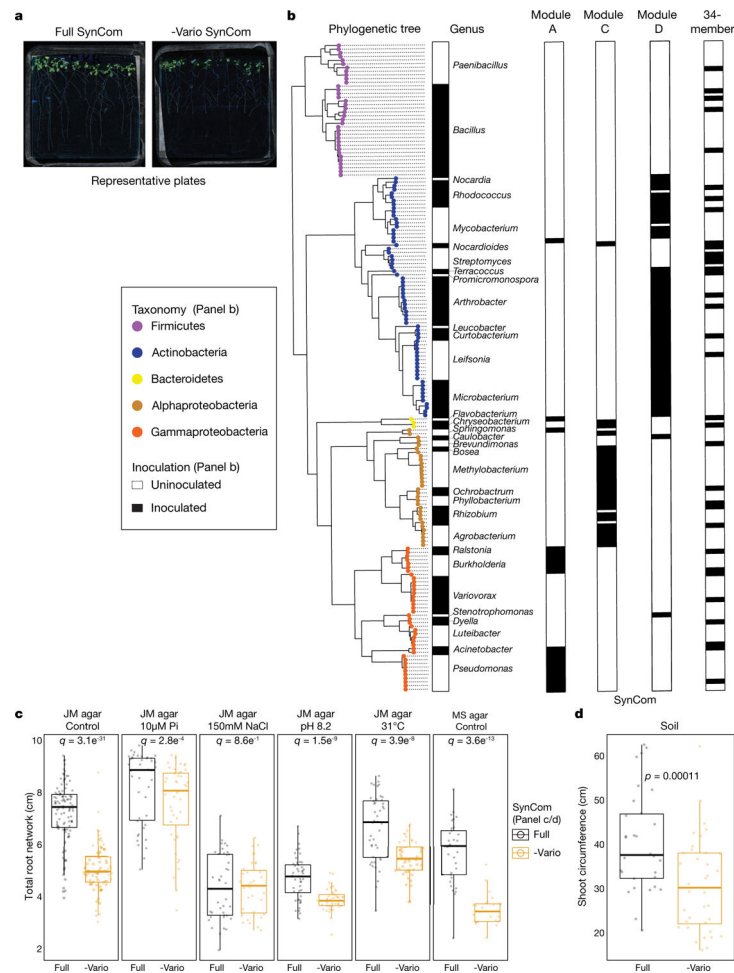 a
Full SynCom
-Vario SynCom
Representative plates
Taxonomy (Panel b)
Firmicutes
Actinobacteria
Bacteroidetes
Alphaproteobacteria
Gammaproteobacteria
Inoculation (Panel b)
Uninoculated
Inoculated
b
Phylogenetic tree
Genus
Module
A
Module
C
Module
D
34-
member
Paenibacillus
Bacillus
Nocardia
Rhodococcus
Mycobacterium
Nocardioides
Streptomyces
Terracoccus
Promicromonospora
Arthrobacter
Leucobacter
Curtobacterium
Leifsonia
Microbacterium
Flavobacterium
Chryseobacterium
Sphingomonas
Caulobacter
Brevundimonas
Bosea
Methylobacterium
Ochrobactrum
Phyllobacterium
Rhizobium
Agrobacterium
Ralstonia
Burkholderia
Variovorax
Stenotrophomonas
Dyella
Luteibacter
Acinetobacter
Pseudomonas
SynCom
c
JM agar
Control
JM agar
10µM Pi
JM agar
150mM NaCl
JM agar
pH 8.2
JM agar
31°C
MS agar
Control
q = 3.1e-31
q = 2.8e-4
q = 8.6e-1
q = 1.5e-9
q = 3.9e-8
q = 3.6e-13
Total root network (cm)
10
8
6
4
2
Full -Vario
Full -Vario
Full -Vario
Full -Vario
Full -Vario
Full -Vario
SynCom
(Panel c/d)
Full
-Vario
d
Soil
p = 0.00011
Shoot circumference (cm)
60
50
40
30
20
Full -Vario